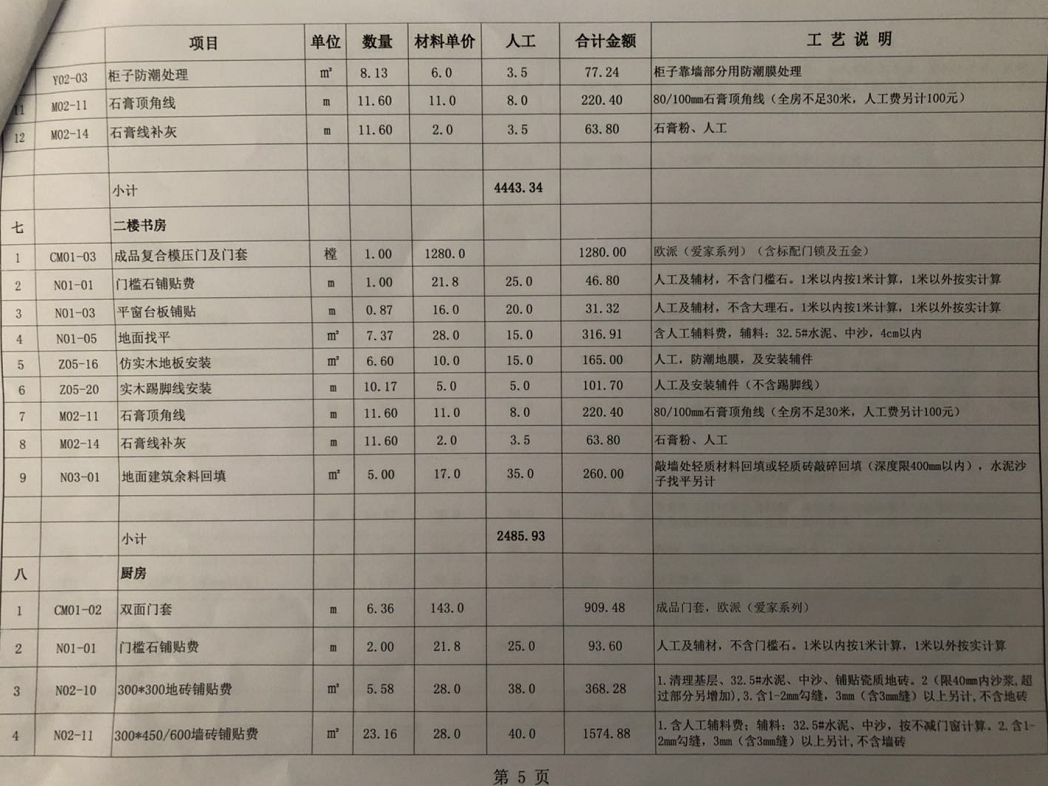 项目 单位 数量 材料单价 人工 合计金额 工艺说明
Y02-03 柜子防潮处理 m² 8.13 6.0 3.5 77.24 柜子靠墙部分用防潮膜处理
11 M02-11 石膏顶角线 m 11.60 11.0 8.0 220.40 80/100mm石膏顶角线（全房不足30米，人工费另计100元）
12 M02-14 石膏线补灰 m 11.60 2.0 3.5 63.80 石膏粉、人工
小计 4443.34
七 二楼书房
1 CM01-03 成品复合模压门及门套 樘 1.00 1280.0 1280.00 欧派（爱家系列）（含标配门锁及五金）
2 N01-01 门槛石铺贴费 m 1.00 21.8 25.0 46.80 人工及辅材，不含门槛石。1米以内按1米计算，1米以外按实计算
3 N01-03 平窗台板铺贴 m 0.87 16.0 20.0 31.32 人工及辅材，不含大理石。1米以内按1米计算，1米以外按实计算
4 N01-05 地面找平 m² 7.37 28.0 15.0 316.91 含人工辅料费，辅料：32.5#水泥、中沙，4cm以内
5 Z05-16 仿实木地板安装 m² 6.60 10.0 15.0 165.00 人工，防潮地膜，及安装辅件
6 Z05-20 实木踢脚线安装 m 10.17 5.0 5.0 101.70 人工及安装辅件（不含踢脚线）
7 M02-11 石膏顶角线 m 11.60 11.0 8.0 220.40 80/100mm石膏顶角线（全房不足30米，人工费另计100元）
8 M02-14 石膏线补灰 m 11.60 2.0 3.5 63.80 石膏粉、人工
9 N03-01 地面建筑余料回填 m² 5.00 17.0 35.0 260.00 敲墙处轻质材料回填或轻质砖敲碎回填（深度限400mm以内），水泥沙
子找平另计
小计 2485.93
八 厨房
1 CM01-02 双面门套 m 6.36 143.0 909.48 成品门套，欧派（爱家系列）
2 N01-01 门槛石铺贴费 m 2.00 21.8 25.0 93.60 人工及辅材，不含门槛石。1米以内按1米计算，1米以外按实计算
3 N02-10 300*300地砖铺贴费 m² 5.58 28.0 38.0 368.28 1.清理基层、32.5#水泥、中沙、铺贴瓷质地砖。2（限40mm内沙浆,超
过部分另增加),3.含1-2mm勾缝，3mm（含3mm缝）以上另计,不含地砖
4 N02-11 300*450/600墙砖铺贴费 m² 23.16 28.0 40.0 1574.88 1.含人工辅料费；辅料：32.5#水泥、中沙，按不减门窗计算。2.含1-
2mm勾缝，3mm（含3mm缝）以上另计,不含墙砖
第 5 页